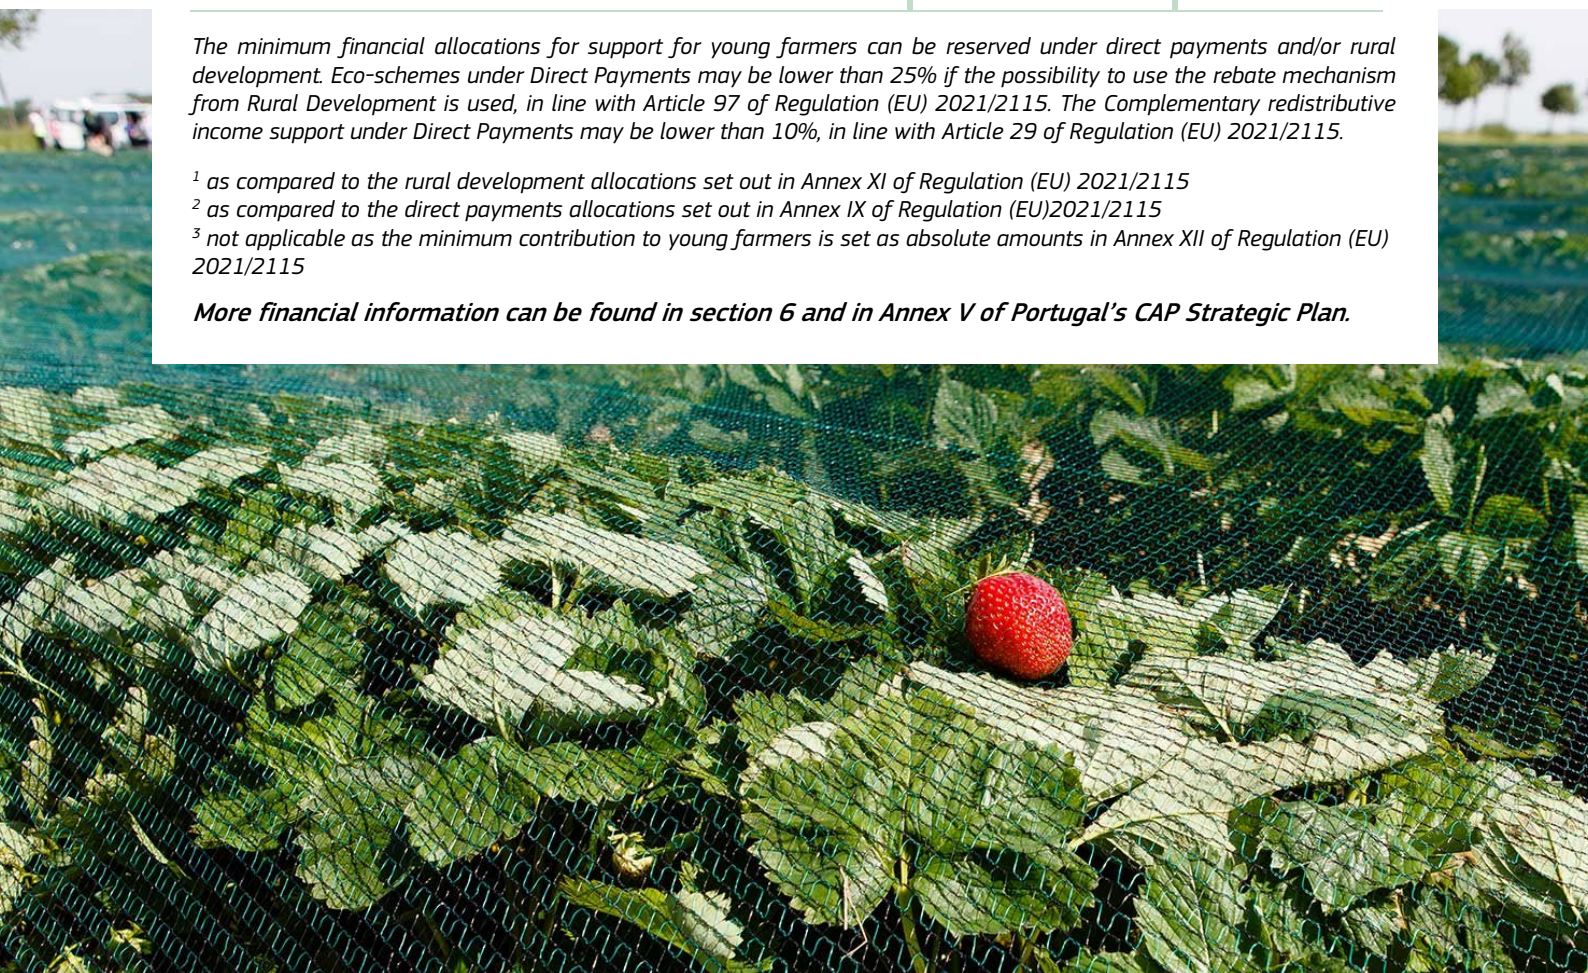 The minimum financial allocations for support for young farmers can be reserved under direct payments and/or rural
development. Eco-schemes under Direct Payments may be lower than 25% if the possibility to use the rebate mechanism
from Rural Development is used, in line with Article 97 of Regulation (EU) 2021/2115. The Complementary redistributive
income support under Direct Payments may be lower than 10%, in line with Article 29 of Regulation (EU) 2021/2115.
1 as compared to the rural development allocations set out in Annex XI of Regulation (EU) 2021/2115
2 as compared to the direct payments allocations set out in Annex IX of Regulation (EU)2021/2115
3 not applicable as the minimum contribution to young farmers is set as absolute amounts in Annex XII of Regulation (EU)
2021/2115
More financial information can be found in section 6 and in Annex V of Portugal's CAP Strategic Plan.